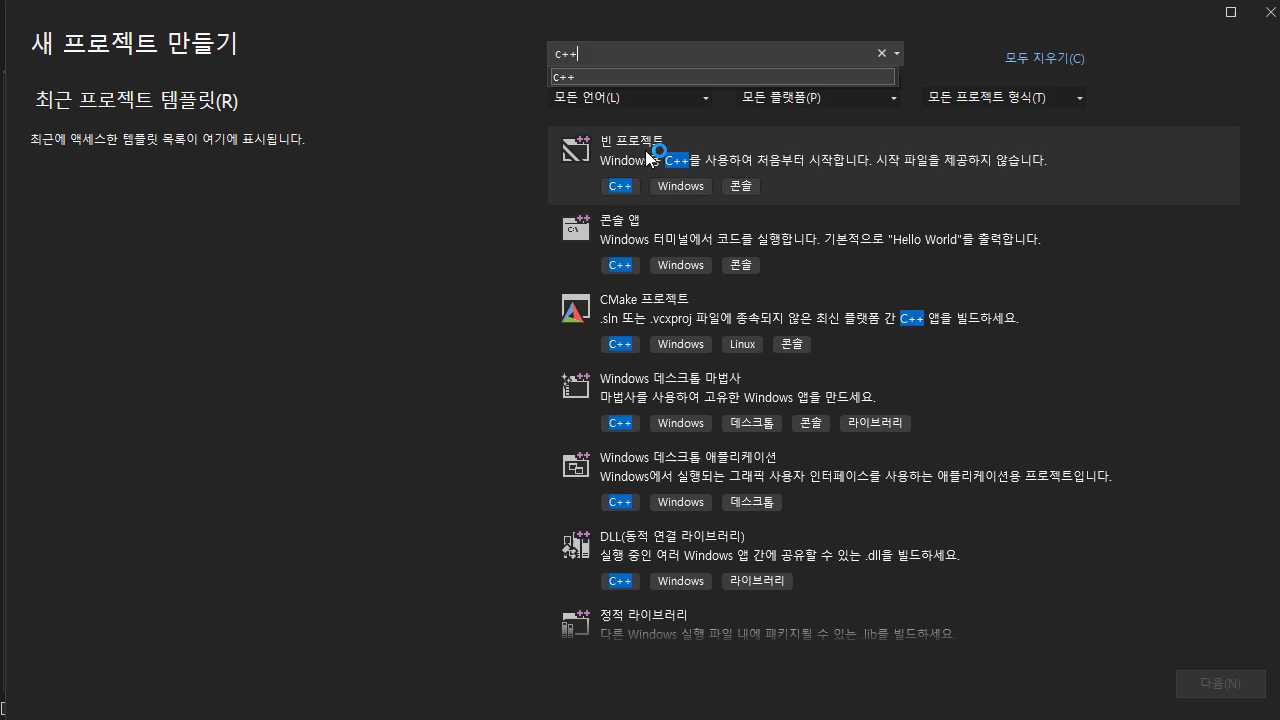 새 프로젝트 만들기
최근 프로젝트 템플릿(R)
최근에 액세스한 템플릿 목록이 여기에 표시됩니다.
c++
c++
모두 지우기(C)
모든 언어(L)
모든 플랫폼(P)
모든 프로젝트 형식(T)
빈 프로젝트
Windows용 C++를 사용하여 처음부터 시작합니다. 시작 파일을 제공하지 않습니다.
C++ Windows 콘솔
콘솔 앱
Windows 터미널에서 코드를 실행합니다. 기본적으로 "Hello World"를 출력합니다.
C++ Windows 콘솔
CMake 프로젝트
.sln 또는 .vcxproj 파일에 종속되지 않은 최신 플랫폼 간 C++ 앱을 빌드하세요.
C++ Windows Linux 콘솔
Windows 데스크톱 마법사
마법사를 사용하여 고유한 Windows 앱을 만드세요.
C++ Windows 데스크톱 콘솔 라이브러리
Windows 데스크톱 애플리케이션
Windows에서 실행되는 그래픽 사용자 인터페이스를 사용하는 애플리케이션용 프로젝트입니다.
C++ Windows 데스크톱
DLL(동적 연결 라이브러리)
실행 중인 여러 Windows 앱 간에 공유할 수 있는 .dll을 빌드하세요.
C++ Windows 라이브러리
정적 라이브러리
다른 Windows 실행 파일 내에 패키지될 수 있는 .lib를 빌드하세요.
다음(N)